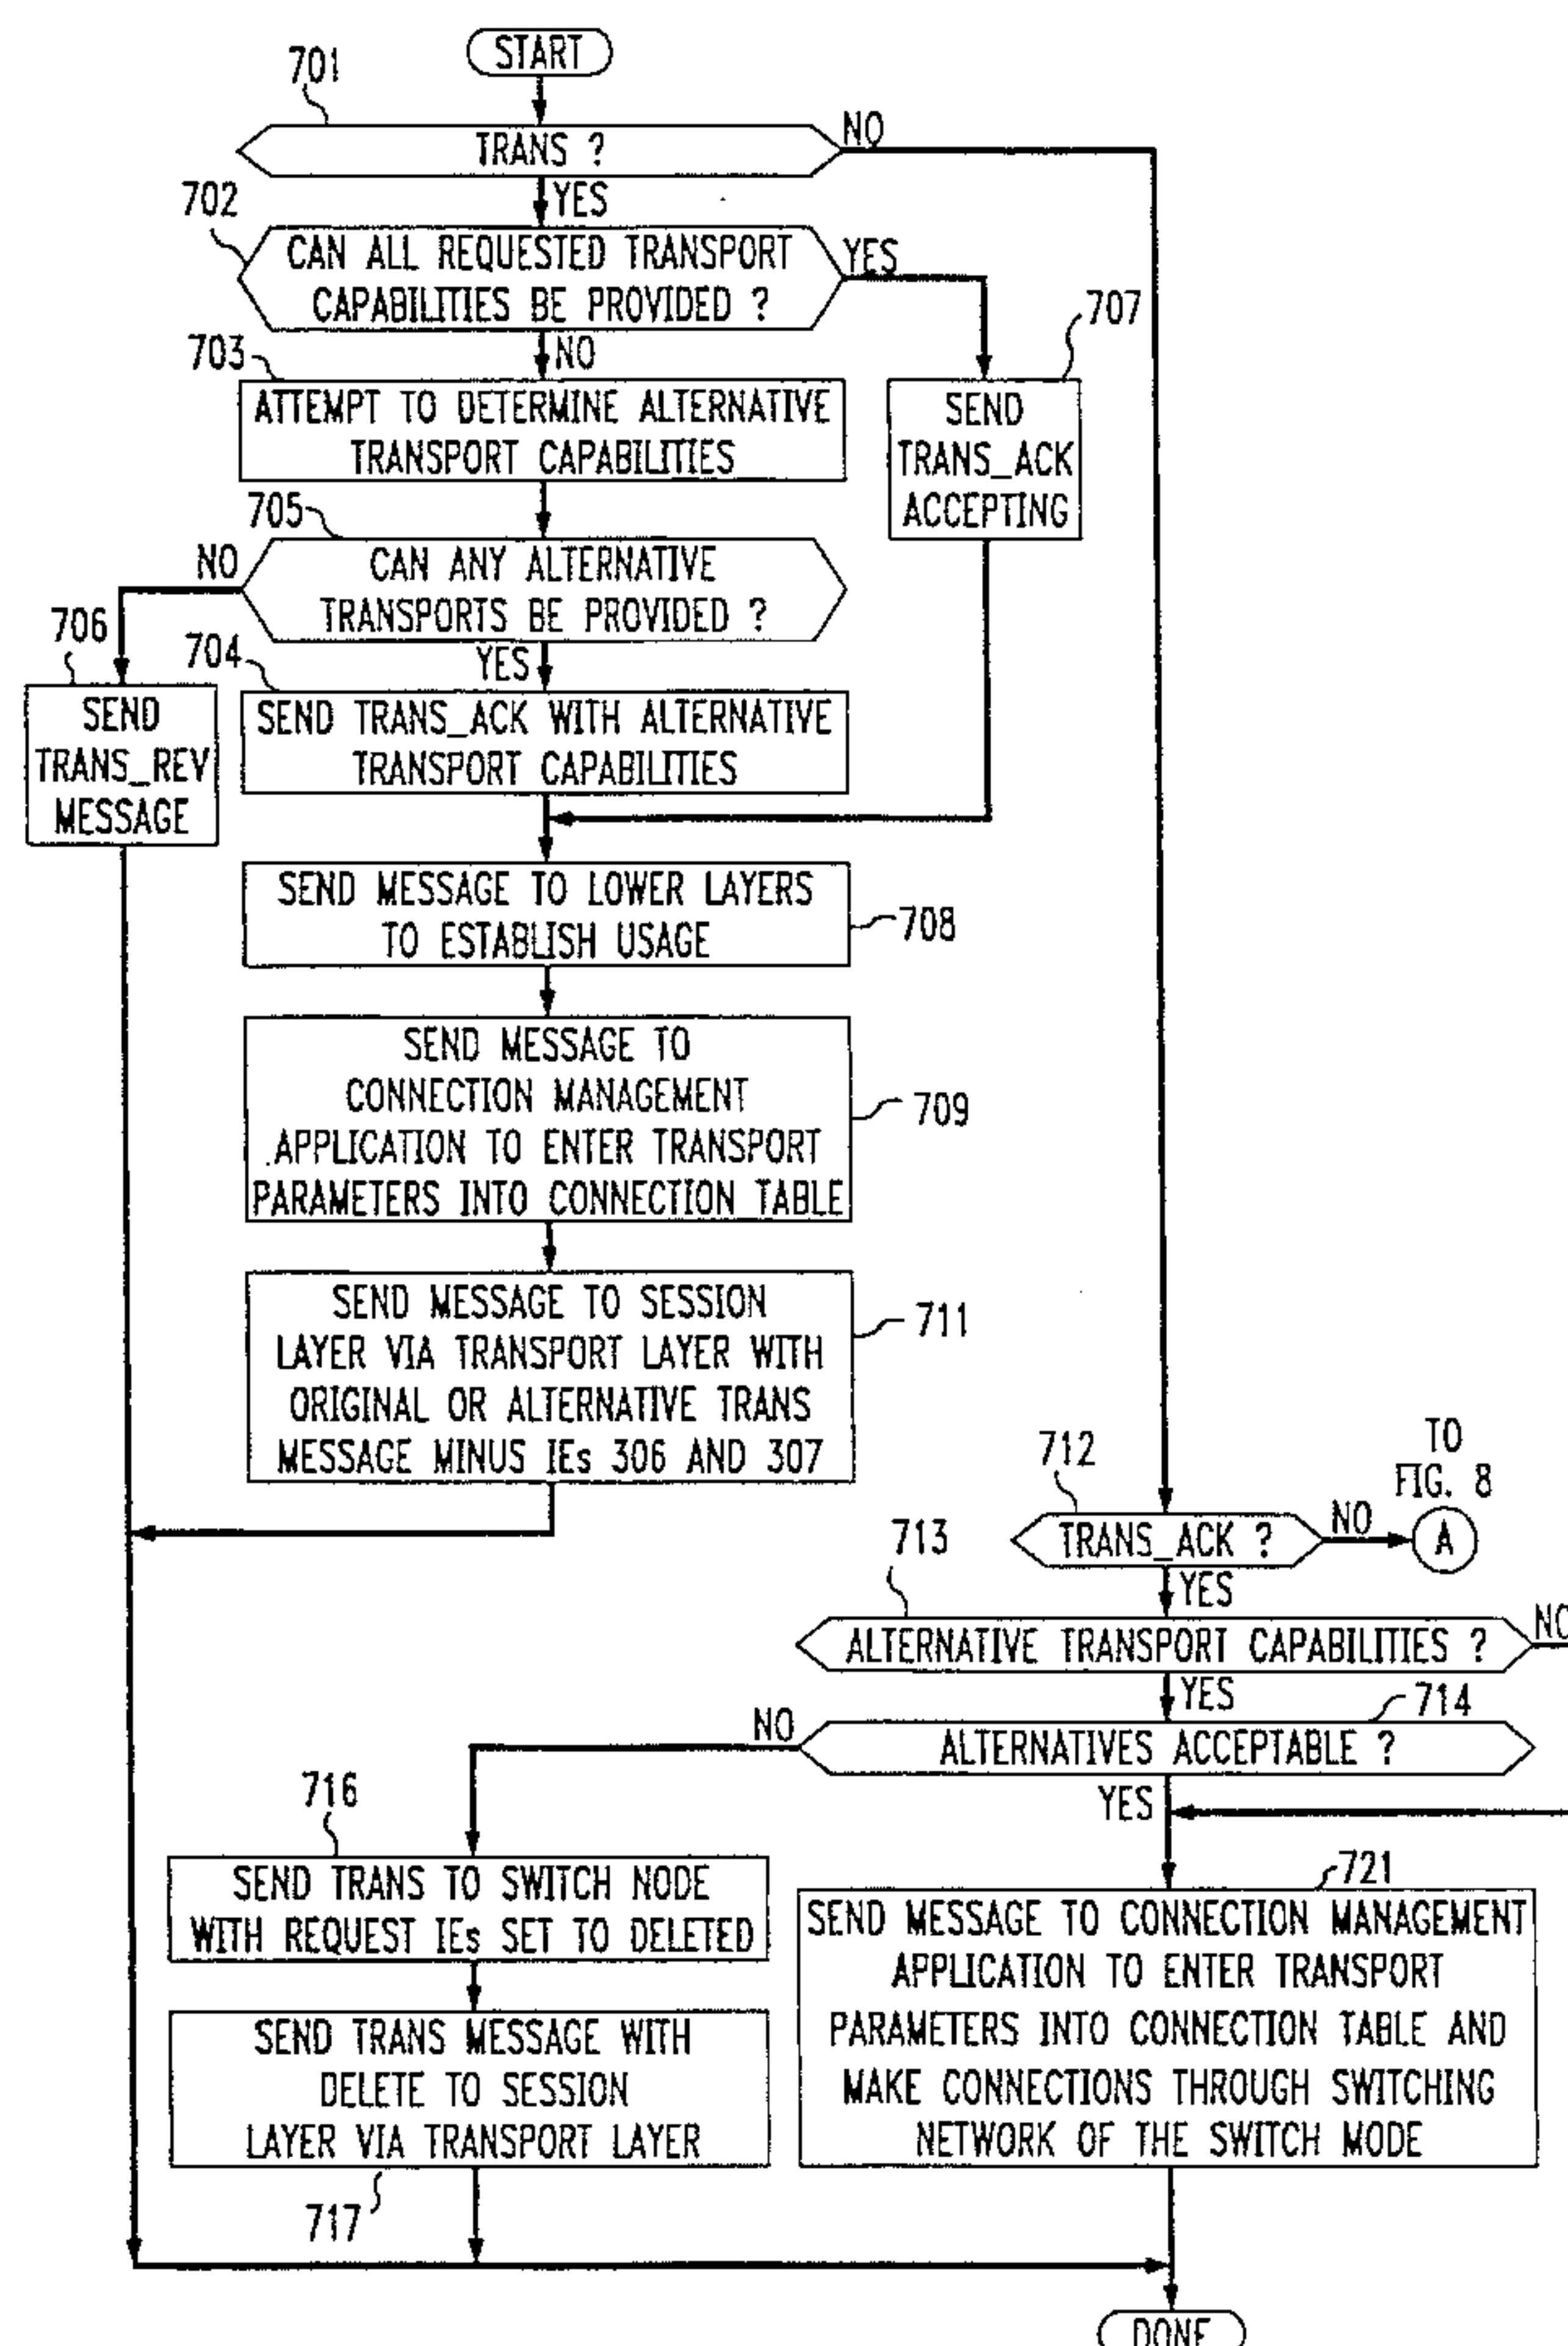 START
701
TRANS ?
NO
YES
702
CAN ALL REQUESTED TRANSPORT
CAPABILITIES BE PROVIDED ?
YES
NO
703
ATTEMPT TO DETERMINE ALTERNATIVE
TRANSPORT CAPABILITIES
707
SEND
TRANS_ACK
ACCEPTING
705
CAN ANY ALTERNATIVE
TRANSPORTS BE PROVIDED ?
NO
YES
706
SEND
TRANS_REV
MESSAGE
704
SEND TRANS_ACK WITH ALTERNATIVE
TRANSPORT CAPABILITIES
SEND MESSAGE TO LOWER LAYERS
TO ESTABLISH USAGE
708
SEND MESSAGE TO
CONNECTION MANAGEMENT
APPLICATION TO ENTER TRANSPORT
PARAMETERS INTO CONNECTION TABLE
709
SEND MESSAGE TO SESSION
LAYER VIA TRANSPORT LAYER WITH
ORIGINAL OR ALTERNATIVE TRANS
MESSAGE MINUS IEs 306 AND 307
711
712
TRANS_ACK ?
NO
TO
FIG. 8
A
YES
713
ALTERNATIVE TRANSPORT CAPABILITIES ?
NO
YES
714
ALTERNATIVES ACCEPTABLE ?
NO
YES
716
SEND TRANS TO SWITCH NODE
WITH REQUEST IEs SET TO DELETED
SEND TRANS MESSAGE WITH
DELETE TO SESSION
LAYER VIA TRANSPORT LAYER
717
721
SEND MESSAGE TO CONNECTION MANAGEMENT
APPLICATION TO ENTER TRANSPORT
PARAMETERS INTO CONNECTION TABLE AND
MAKE CONNECTIONS THROUGH SWITCHING
NETWORK OF THE SWITCH MODE
DONE